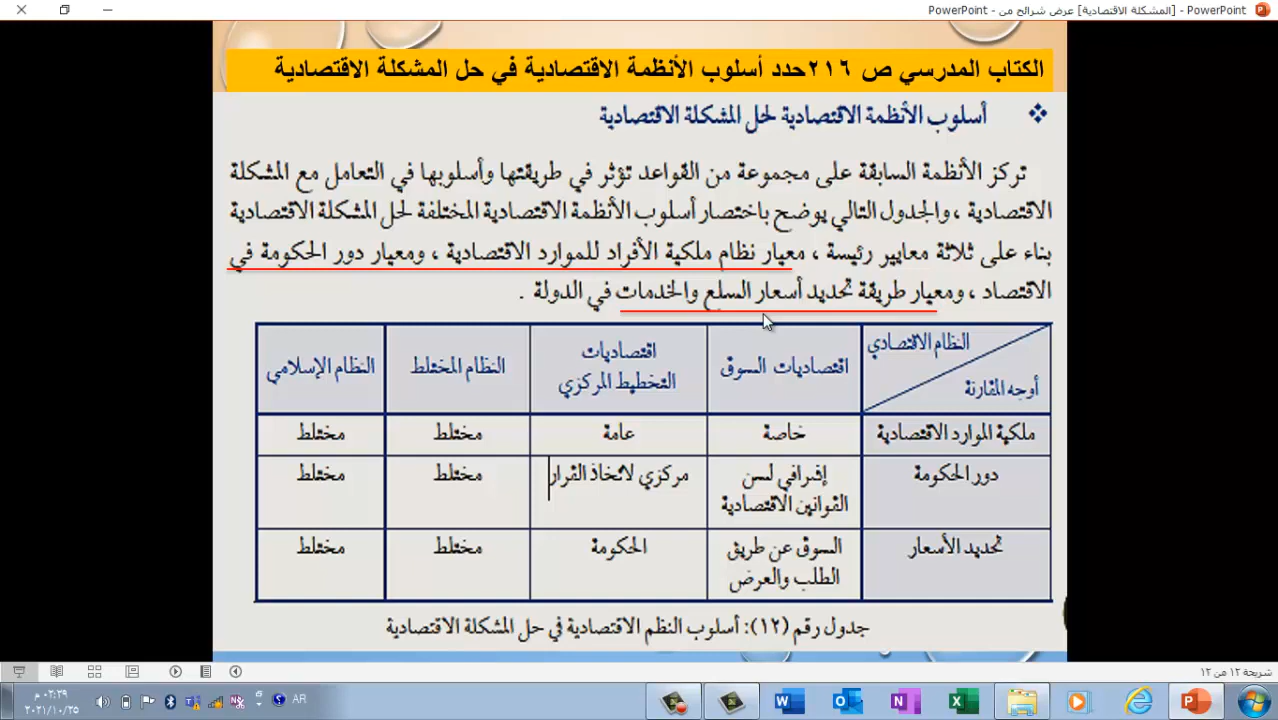 PowerPoint - [المشكلة الاقتصادية] عرض شرائح من - PowerPoint
الكتاب المدرسي ص ٢١٦حدد أسلوب الأنظمة الاقتصادية في حل المشكلة الاقتصادية
❖ أسلوب الأنظمة الاقتصادية لحل المشكلة الاقتصادية
تركز الأنظمة السابقة على مجموعة من القواعد تؤثر في طريقتها وأسلوبها في التعامل مع المشكلة
الاقتصادية ، والجدول التالي يوضح باختصار أسلوب الأنظمة الاقتصادية المختلفة لحل المشكلة الاقتصادية
بناء على ثلاثة معايير رئيسة ، معيار نظام ملكية الأفراد للموارد الاقتصادية ، ومعيار دور الحكومة في
الاقتصاد ، ومعيار طريقة تحديد أسعار السلع والخدمات في الدولة .
النظام الاقتصادي
أوجه المقارنة
اقتصاديات السوق
اقتصاديات
التخطيط المركزي
النظام المختلط
النظام الإسلامي
ملكية الموارد الاقتصادية
خاصة
عامة
مختلط
مختلط
دور الحكومة
إشرافي لسن
القوانين الاقتصادية
مركزي لاتخاذ القرار
مختلط
مختلط
تحديد الأسعار
السوق عن طريق
الطلب والعرض
الحكومة
مختلط
مختلط
جدول رقم (١٢): أسلوب النظم الاقتصادية في حل المشكلة الاقتصادية
شريحة ١٢ من ١٢
AR
٠٢:٣٩ م
٢٠٢١/١٠/٢٥